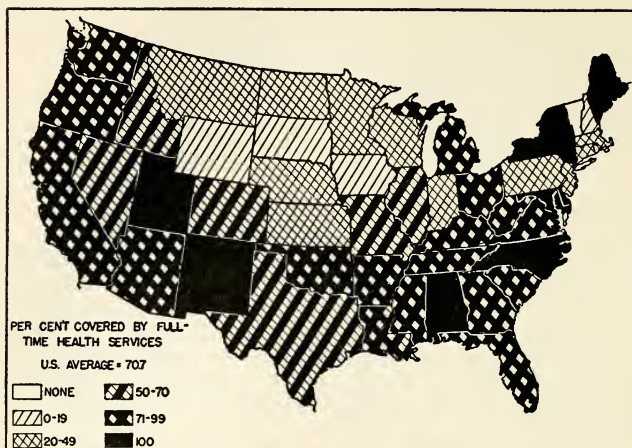 PER CENT COVERED BY FULL-
TIME HEALTH SERVICES
U.S. AVERAGE = 70.7
NONE
50-70
0-19
71-99
20-49
100